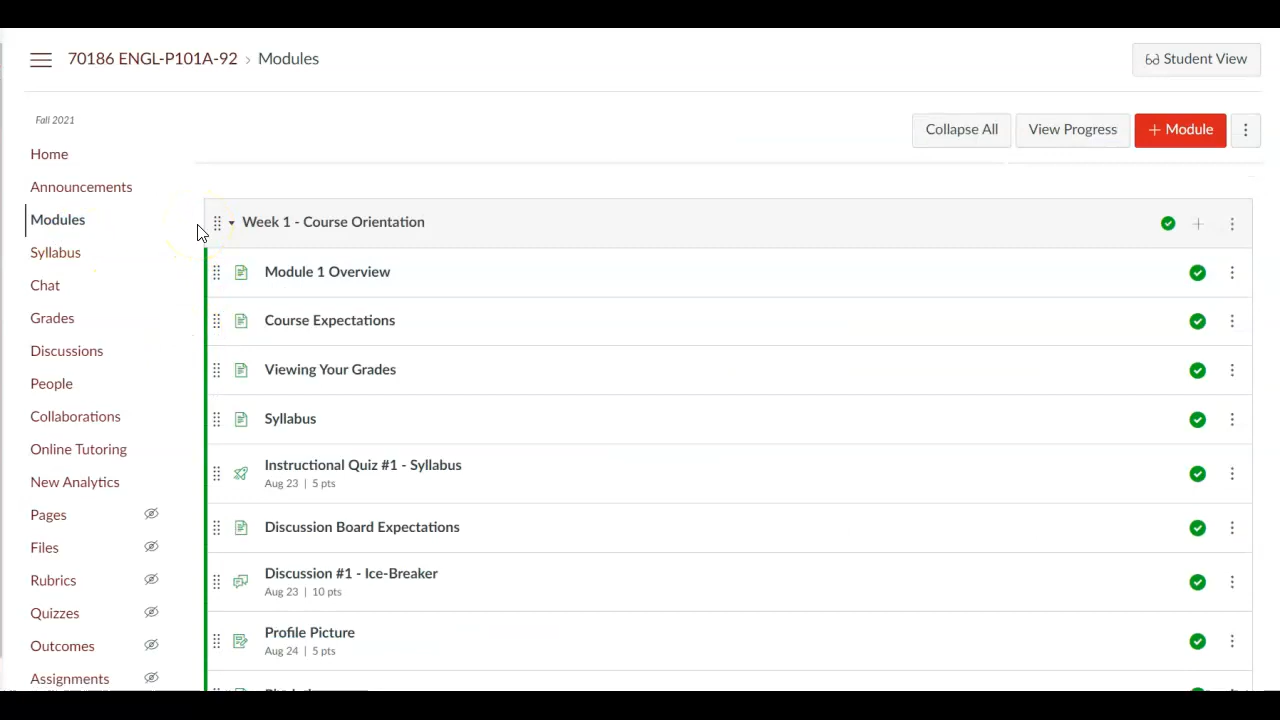 70186 ENGL-P101A-92 › Modules
Student View
Fall 2021
Home
Announcements
Modules
Syllabus
Chat
Grades
Discussions
People
Collaborations
Online Tutoring
New Analytics
Pages
Files
Rubrics
Quizzes
Outcomes
Assignments
Collapse All
View Progress
+ Module
Week 1 - Course Orientation
Module 1 Overview
Course Expectations
Viewing Your Grades
Syllabus
Instructional Quiz #1 - Syllabus
Aug 23 | 5 pts
Discussion Board Expectations
Discussion #1 - Ice-Breaker
Aug 23 | 10 pts
Profile Picture
Aug 24 | 5 pts